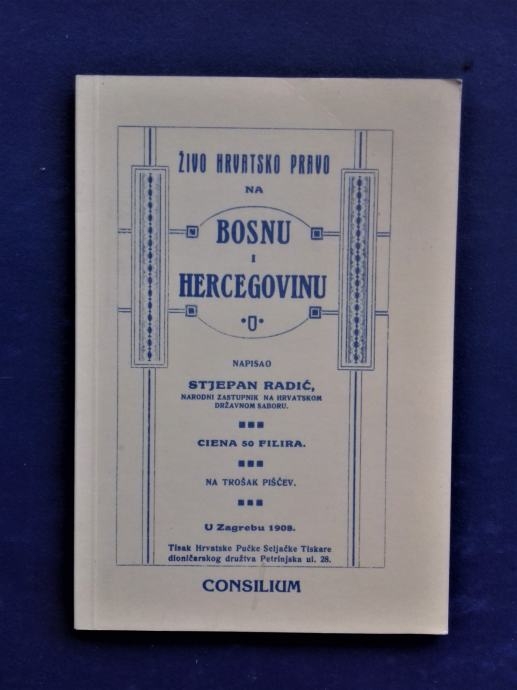 ŽIVO HRVATSKO PRAVO
NA
BOSNU
I
HERCEGOVINU
NAPISAO
STJEPAN RADIĆ,
NARODNI ZASTUPNIK NA HRVATSKOM
DRŽAVNOM SABORU.
CIENA 50 FILIRA.
NA TROŠAK PIŠČEV.
U Zagrebu 1908.
Tisak Hrvatske Pučke Seljačke Tiskare
dioničarskog družtva Petrinjska ul. 28.
CONSILIUM